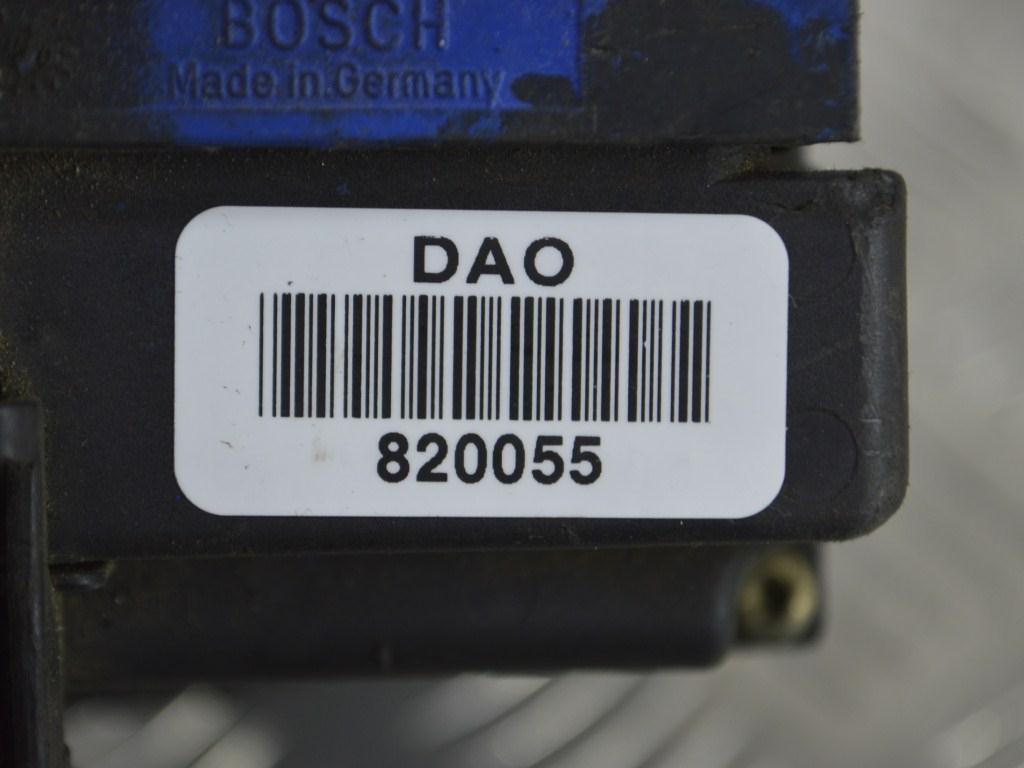 BOSCH
Made in Germany
DAO
820055